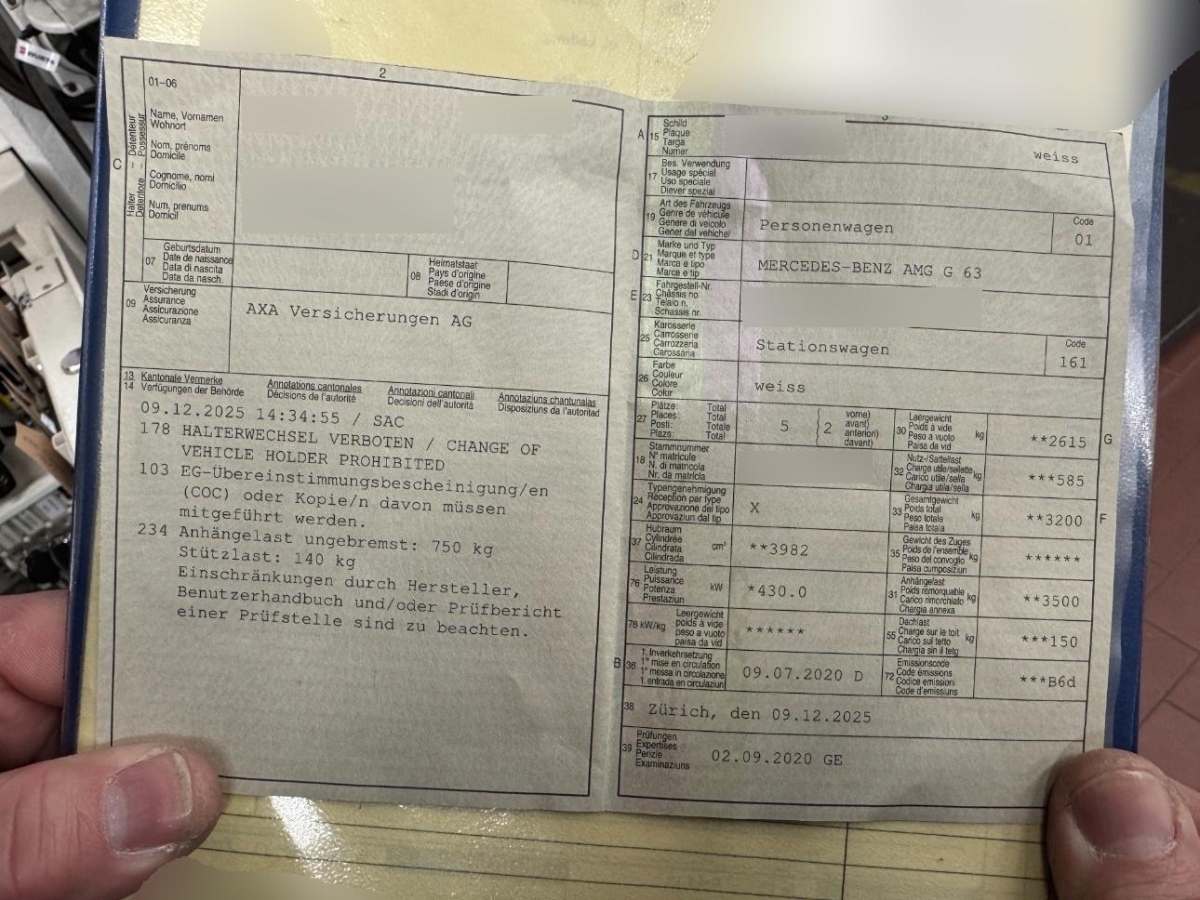 2
01-06
Halter Détenteur
Detentore Possessur
C
Name, Vornamen
Wohnort
Nom, prénoms
Domicile
Cognome, nomi
Domicilio
Num, prenums
Domicil
07 Geburtsdatum
Date de naissance
Data di nascita
Data da nasch.
08 Heimatstaat
Pays d'origine
Paese d'origine
Stadi d'origin
09 Versicherung
Assurance
Assicurazione
Assicuranza
AXA Versicherungen AG
13 Kantonale Vermerke Annotations cantonales Annotazioni cantonali Annotaziuns chantunalas
14 Verfügungen der Behörde Décisions de l'autorité Decisioni dell'autorità Disposiziuns da l'autoritad
09.12.2025 14:34:55 / SAC
178 HALTERWECHSEL VERBOTEN / CHANGE OF
VEHICLE HOLDER PROHIBITED
103 EG-Übereinstimmungsbescheinigung/en
(COC) oder Kopie/n davon müssen
mitgeführt werden.
234 Anhängelast ungebremst: 750 kg
Stützlast: 140 kg
Einschränkungen durch Hersteller,
Benutzerhandbuch und/oder Prüfbericht
einer Prüfstelle sind zu beachten.
A 15 Schild
Plaque
Targa
Numer
weiss
17 Bes. Verwendung
Usage spécial
Uso speciale
Diever spezial
19 Art des Fahrzeugs
Genre de véhicule
Genere di veicolo
Gener dal vehichel
Personenwagen
Code
01
D 21 Marke und Typ
Marque et type
Marca e tipo
Marca e tip
MERCEDES-BENZ AMG G 63
E 23 Fahrgestell-Nr.
Châssis no
Telaio n.
Schassis nr.
25 Karosserie
Carrosserie
Carrozzeria
Carossaria
Stationswagen
Code
161
26 Farbe
Couleur
Colore
Colur
weiss
27 Plätze: Total
Places: Total
Posti: Totale
Plazs: Total
5 {2
vorne)
avant)
anteriori)
davant)
30 Leergewicht
Poids à vide
Peso a vuoto
Paisa da vid
kg
**2615
G
18 Stammnummer
N° matricule
N. di matricola
Nr. da matricla
32 Nutz-/Sattellast
Charge utile/sellette
Carico utile/sella
Chargia utila/sella
kg
***585
24 Typengenehmigung
Réception par type
Approvazione del tipo
Approvaziun dal tip
X
33 Gesamtgewicht
Poids total
Peso totale
Paisa totala
kg
**3200
F
37 Hubraum
Cylindrée
Cilindrata
Cilindrada
cm³
**3982
35 Gewicht des Zuges
Poids de l'ensemble
Peso del convoglio
Paisa cumposiziun
kg
******
76 Leistung
Puissance
Potenza
Prestaziun
kW
*430.0
31 Anhängelast
Poids remorquable
Carico rimorchiato
Chargia annexa
kg
**3500
78 kW/kg
Leergewicht
poids à vide
peso a vuoto
paisa da vid
******
55 Dachlast
Charge sur le toit
Carico sul tetto
Chargia sin il tetg
kg
***150
B 36 1. Inverkehrsetzung
1re mise en circulation
1a messa in circolazione
1. entrada en circulaziun
09.07.2020 D
72 Emissionscode
Code émissions
Codice emissioni
Code d'emissiuns
***B6d
38 Zürich, den 09.12.2025
39 Prüfungen
Expertises
Perizie
Examinaziuns
02.09.2020 GE